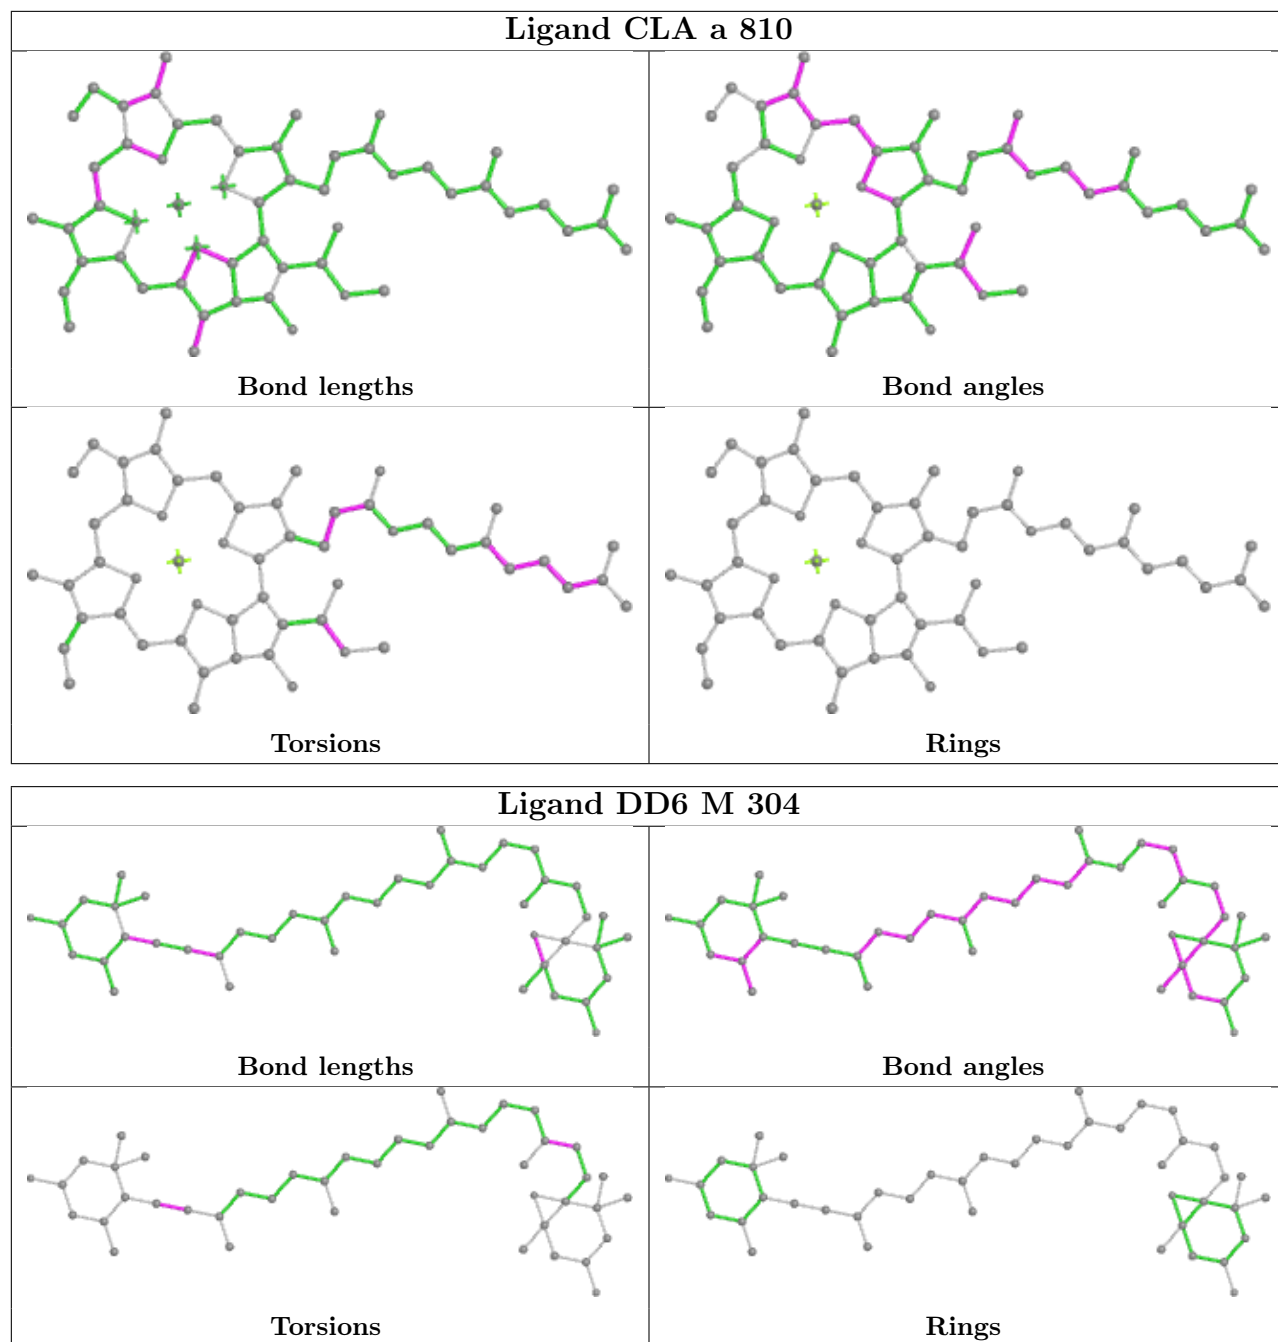 Ligand CLA a 810
Bond lengths
Bond angles
Torsions
Rings
Ligand DD6 M 304
Bond lengths
Bond angles
Torsions
Rings